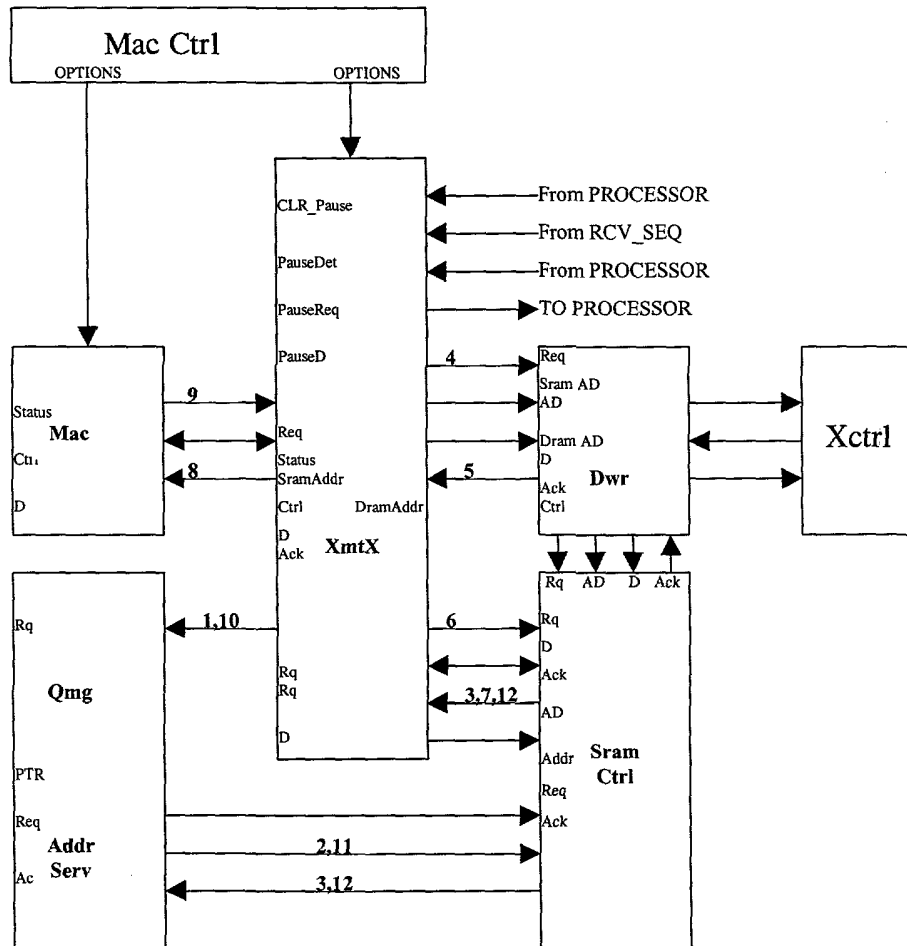 Mac Ctrl
OPTIONS
OPTIONS
CLR_Pause
From PROCESSOR
From RCV_SEQ
PauseDet
From PROCESSOR
PauseReq
TO PROCESSOR
PauseD
4
Req
Sram AD
9
AD
Status
Mac
Req
Dram AD
Xctrl
Ctrl
Status
D
8
SramAddr
5
Dwr
Ack
D
Ctrl
DramAddr
Ctrl
D
XmtX
Ack
Rq
AD
D
Ack
Rq
1,10
6
Rq
D
Rq
Ack
Qmg
Rq
3,7,12
AD
D
Sram
Ctrl
Addr
PTR
Req
Req
Ack
Addr
Serv
2,11
Ac
3,12